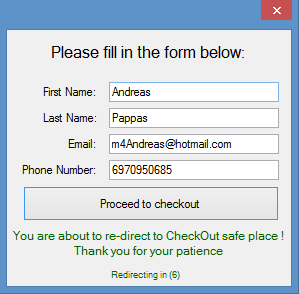 Please fill in the form below:
First Name: Andreas
Last Name: Pappas
Email: m4Andreas@hotmail.com
Phone Number: 6970950685
Proceed to checkout
You are about to re-direct to CheckOut safe place !
Thank you for your patience
Redirecting in (6)